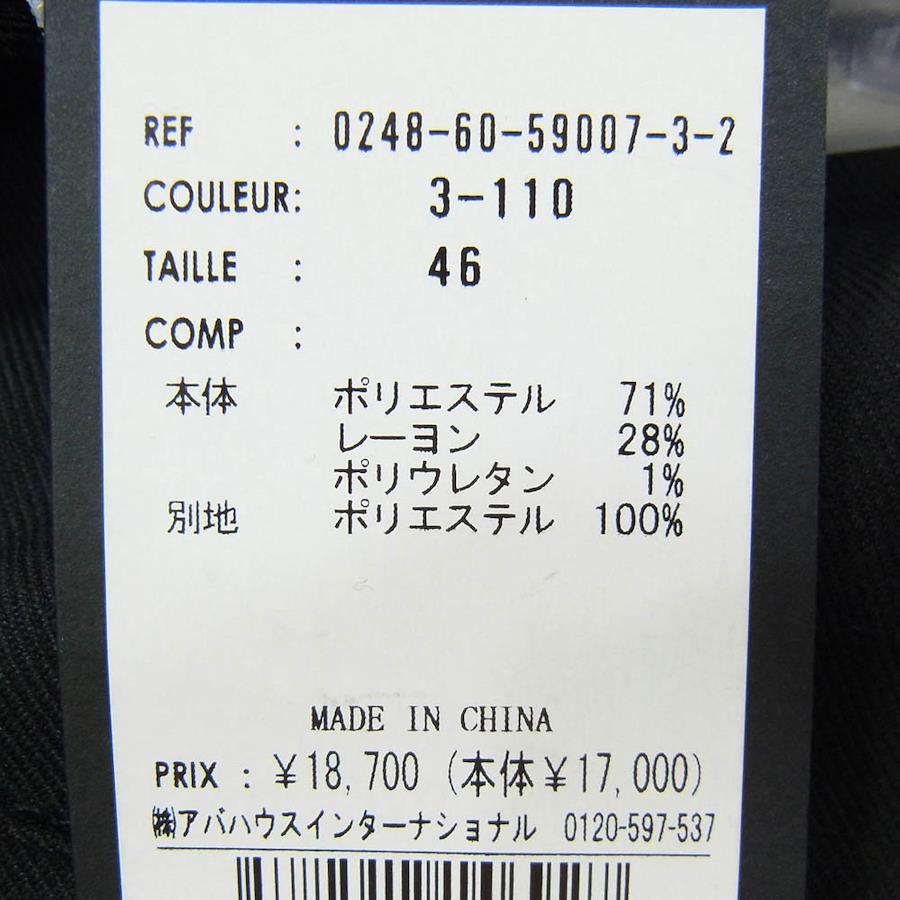 REF : 0248-60-59007-3-2
COULEUR: 3-110
TAILLE : 46
COMP :
本体 ポリエステル 71%
レーヨン 28%
ポリウレタン 1%
別地 ポリエステル 100%
MADE IN CHINA
PRIX : ¥18,700 (本体¥17,000)
㈱アバハウスインターナショナル 0120-597-537